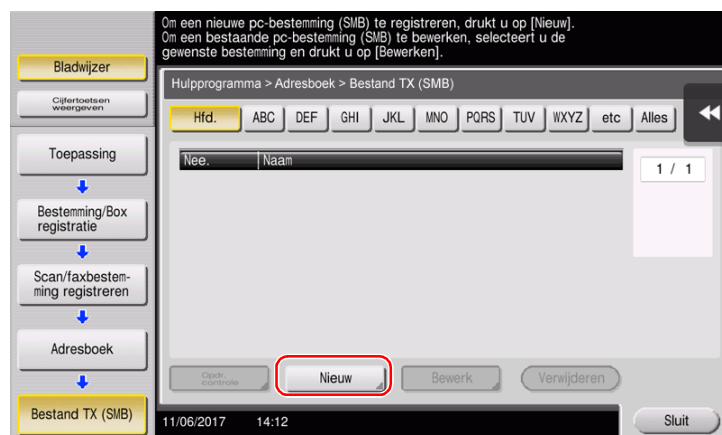 Om een nieuwe pc-bestemming (SMB) te registreren, drukt u op [Nieuw].
Om een bestaande pc-bestemming (SMB) te bewerken, selecteert u de
gewenste bestemming en drukt u op [Bewerken].
Bladwijzer
Cijfertoetsen
weergeven
Toepassing
Bestemming/Box
registratie
Scan/faxbestem-
ming registreren
Adresboek
Bestand TX (SMB)
Hulpprogramma > Adresboek > Bestand TX (SMB)
Hfd. ABC DEF GHI JKL MNO PQRS TUV WXYZ etc Alles
Nee. Naam
1 / 1
Opdr.
controle
Nieuw Bewerk Verwijderen
11/06/2017 14:12 Sluit